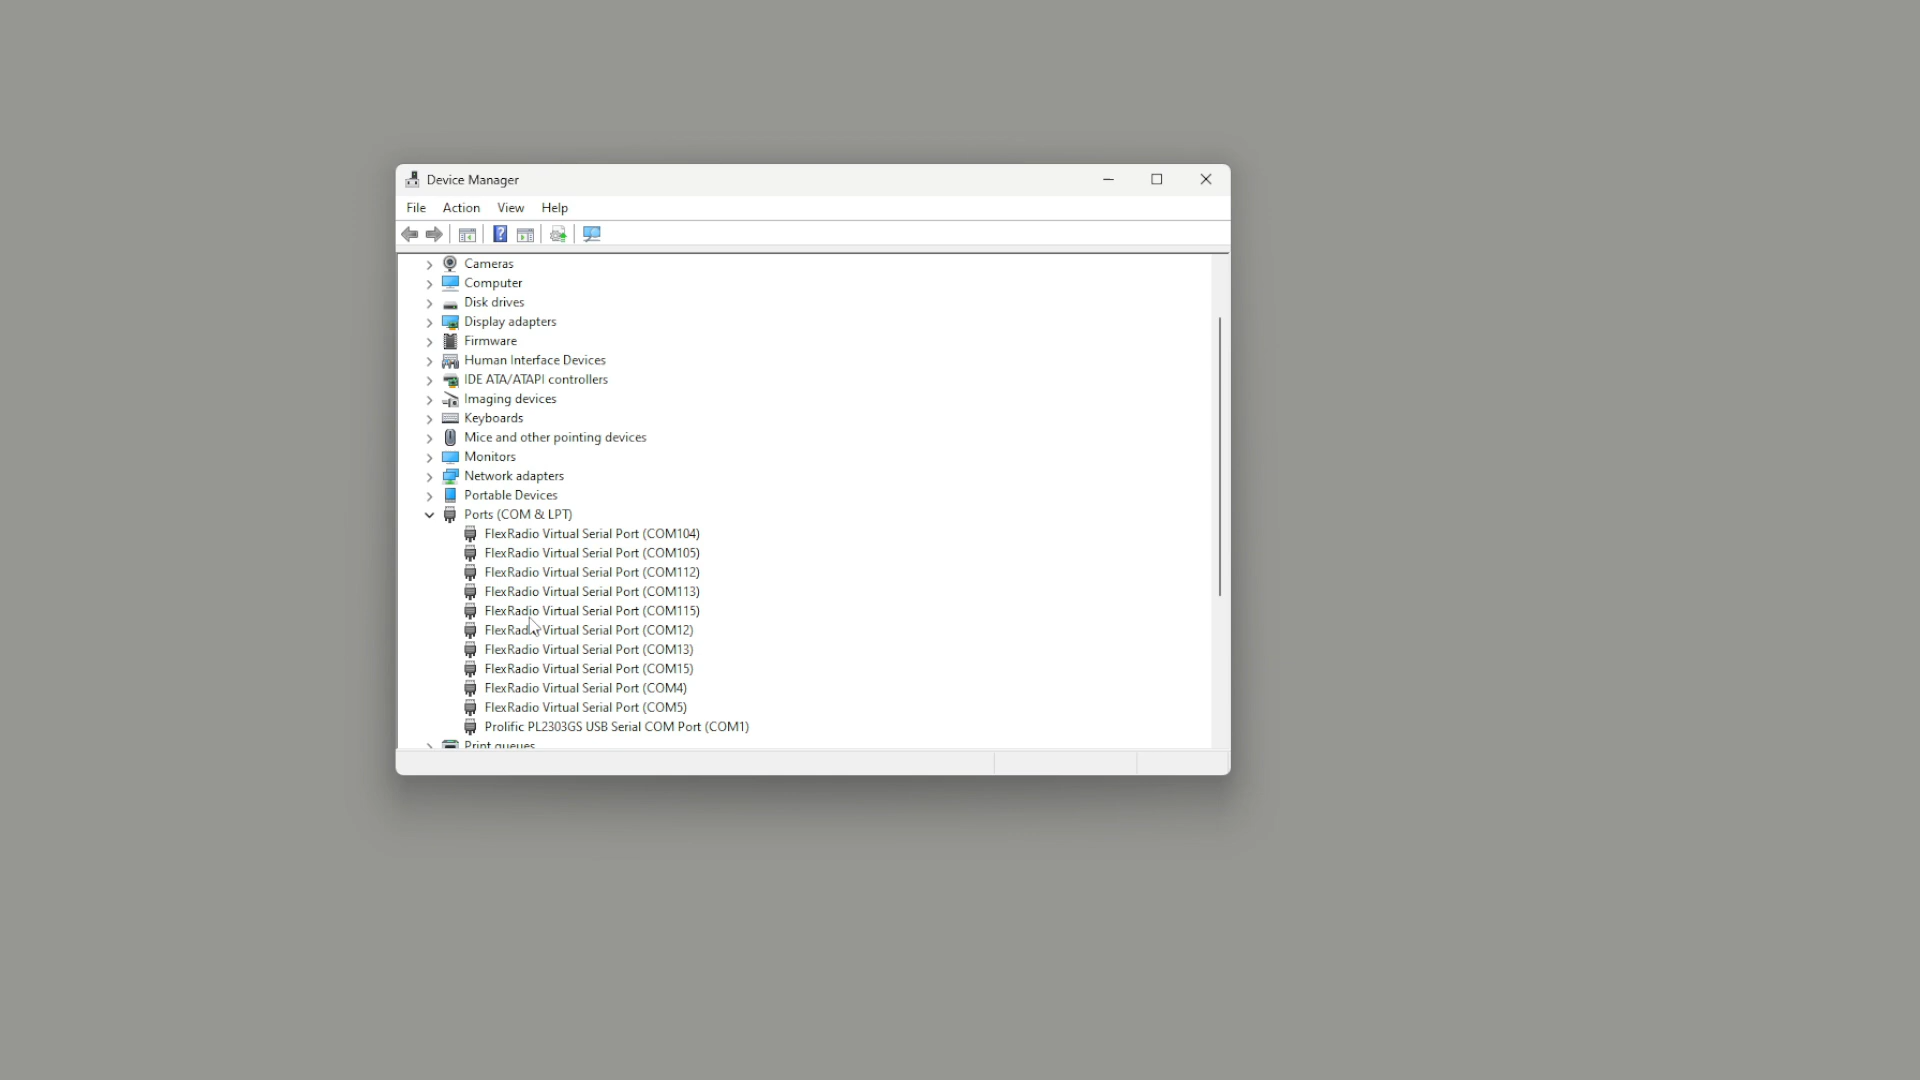 Device Manager
File Action View Help
Cameras
Computer
Disk drives
Display adapters
Firmware
Human Interface Devices
IDE ATA/ATAPI controllers
Imaging devices
Keyboards
Mice and other pointing devices
Monitors
Network adapters
Portable Devices
Ports (COM & LPT)
FlexRadio Virtual Serial Port (COM104)
FlexRadio Virtual Serial Port (COM105)
FlexRadio Virtual Serial Port (COM112)
FlexRadio Virtual Serial Port (COM113)
FlexRadio Virtual Serial Port (COM115)
FlexRadio Virtual Serial Port (COM12)
FlexRadio Virtual Serial Port (COM13)
FlexRadio Virtual Serial Port (COM15)
FlexRadio Virtual Serial Port (COM4)
FlexRadio Virtual Serial Port (COM5)
Prolific PL2303GS USB Serial COM Port (COM1)
Print queues